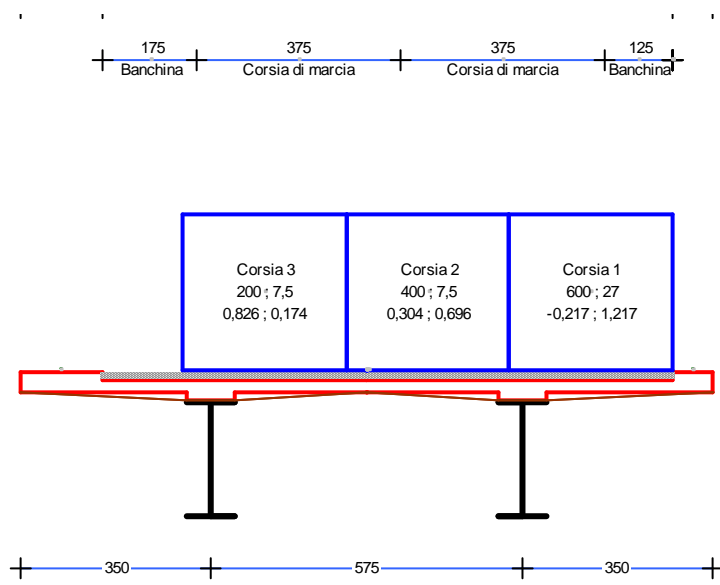 175 375 375 125
Banchina Corsia di marcia Corsia di marcia Banchina
Corsia 3
200 ; 7,5
0,826 ; 0,174
Corsia 2
400 ; 7,5
0,304 ; 0,696
Corsia 1
600 ; 27
-0,217 ; 1,217
350 575 350